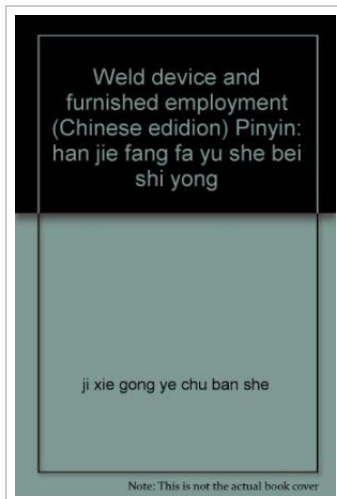 Weld device and
furnished employment
(Chinese edidion) Pinyin:
han jie fang fa yu she bei
shi yong
ji xie gong ye chu ban she
Note: This is not the actual book cover